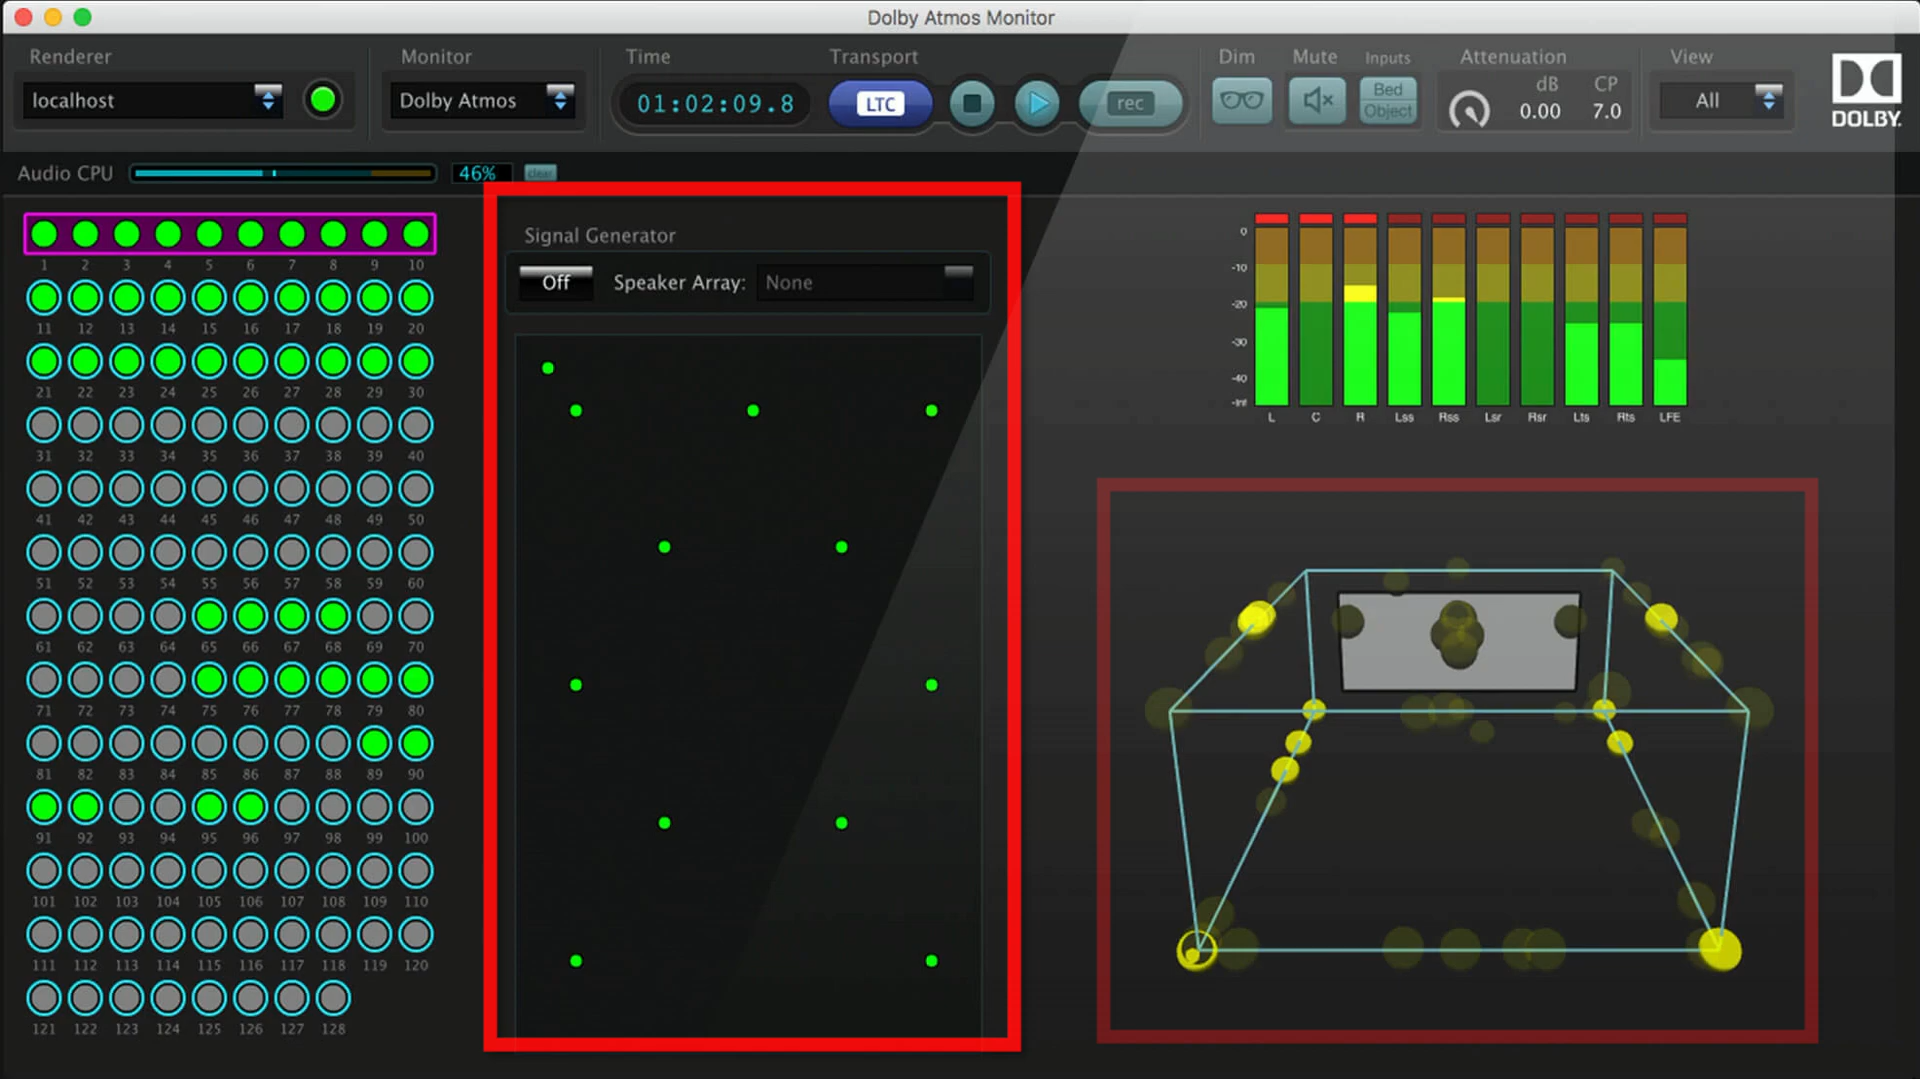 Dolby Atmos Monitor
Renderer
Monitor
Time
Transport
Dim
Mute
Inputs
Attenuation
View
localhost
Dolby Atmos
01:02:09.8
LTC
rec
Bed
Object
dB
CP
0.00
7.0
All
DOLBY.
Audio CPU
46%
clear
1 2 3 4 5 6 7 8 9 10
11 12 13 14 15 16 17 18 19 20
21 22 23 24 25 26 27 28 29 30
31 32 33 34 35 36 37 38 39 40
41 42 43 44 45 46 47 48 49 50
51 52 53 54 55 56 57 58 59 60
61 62 63 64 65 66 67 68 69 70
71 72 73 74 75 76 77 78 79 80
81 82 83 84 85 86 87 88 89 90
91 92 93 94 95 96 97 98 99 100
101 102 103 104 105 106 107 108 109 110
111 112 113 114 115 116 117 118 119 120
121 122 123 124 125 126 127 128
Signal Generator
Off
Speaker Array:
None
0
-10
-20
-30
-40
-Inf
L C R Lss Rss Lsr Rsr Lts Rts LFE